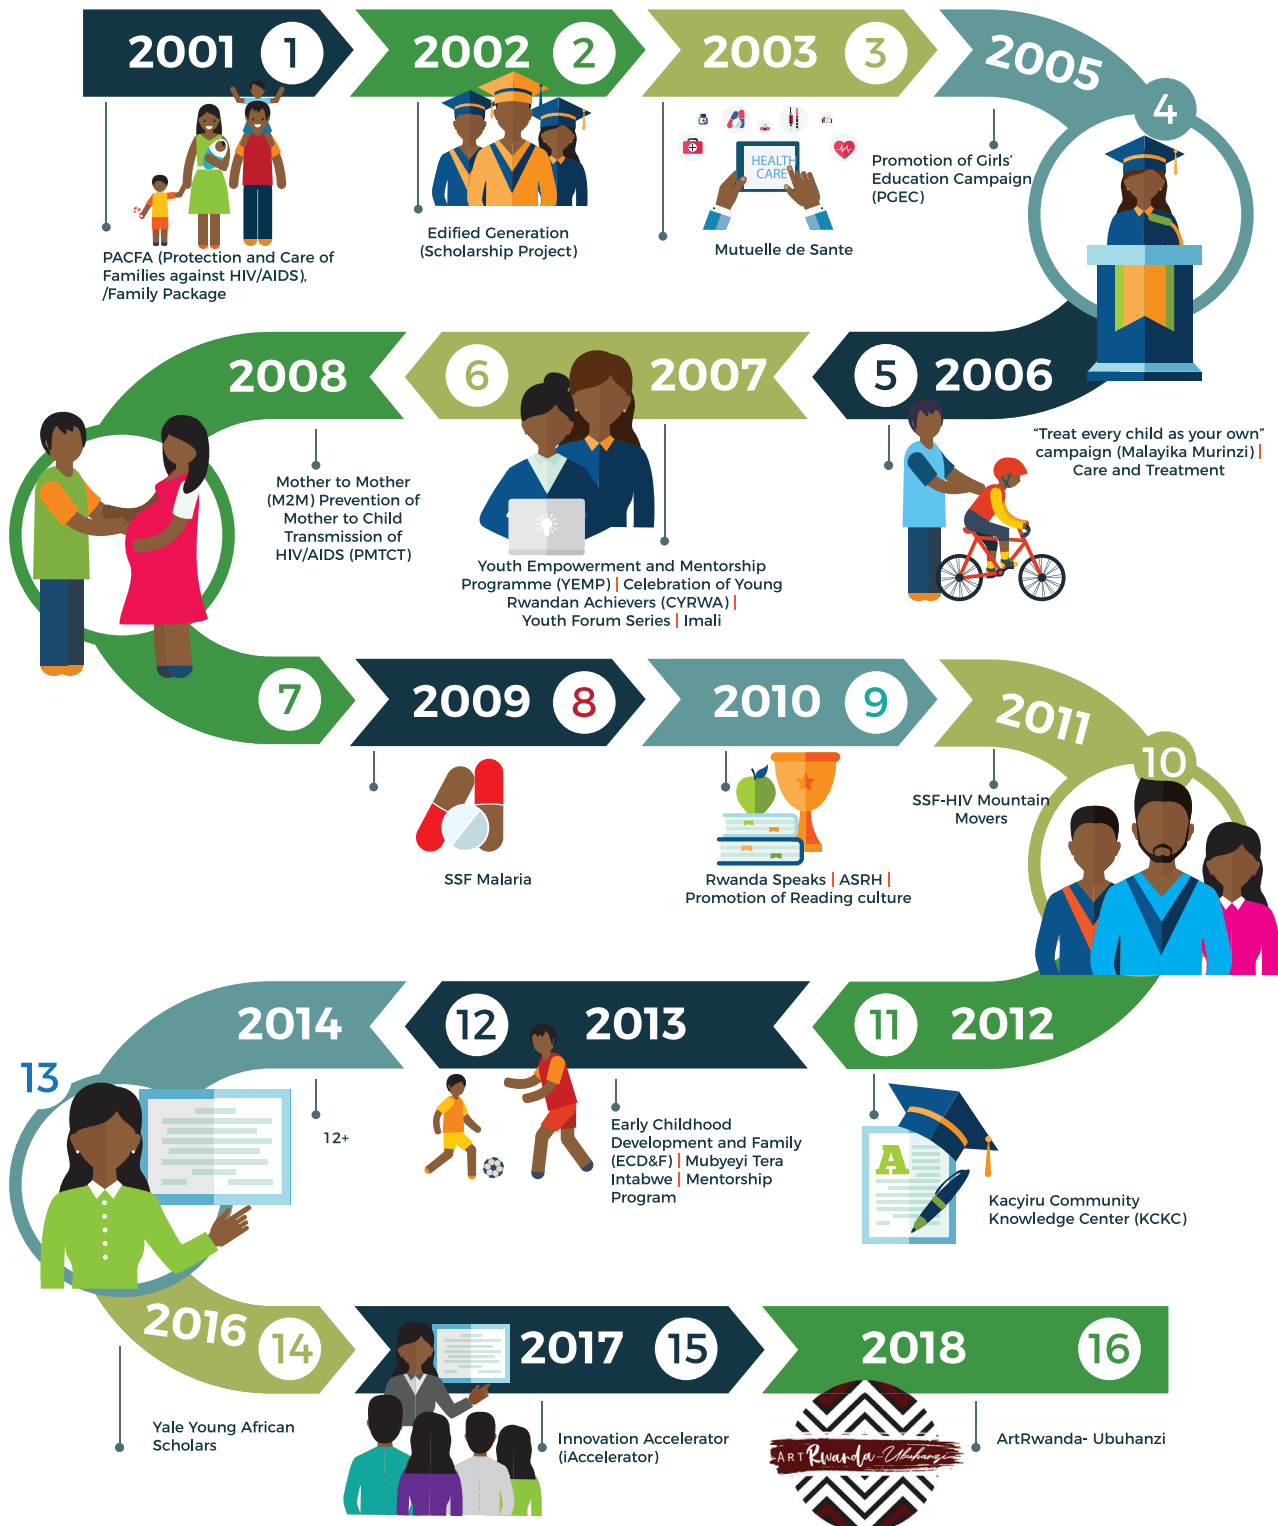 2001 1
PACFA (Protection and Care of
Families against HIV/AIDS),
/Family Package
2002 2
Edified Generation
(Scholarship Project)
2003 3
HEALTH
CARE
Mutuelle de Sante
2005
4
Promotion of Girls'
Education Campaign
(PGEC)
5 2006
“Treat every child as your own”
campaign (Malayika Murinzi) |
Care and Treatment
6 2007
Youth Empowerment and Mentorship
Programme (YEMP) | Celebration of Young
Rwandan Achievers (CYRWA) |
Youth Forum Series | Imali
2008
Mother to Mother
(M2M) Prevention of
Mother to Child
Transmission of
HIV/AIDS (PMTCT)
7
2009 8
SSF Malaria
2010 9
Rwanda Speaks | ASRH |
Promotion of Reading culture
2011
10
SSF-HIV Mountain
Movers
11 2012
A
Kacyiru Community
Knowledge Center (KCKC)
12 2013
Early Childhood
Development and Family
(ECD&F) | Mubyeyi Tera
Intabwe | Mentorship
Program
2014
13
12+
2016 14
Yale Young African
Scholars
2017 15
Innovation Accelerator
(iAccelerator)
2018 16
ART Rwanda-Ubuhanzi
ArtRwanda- Ubuhanzi